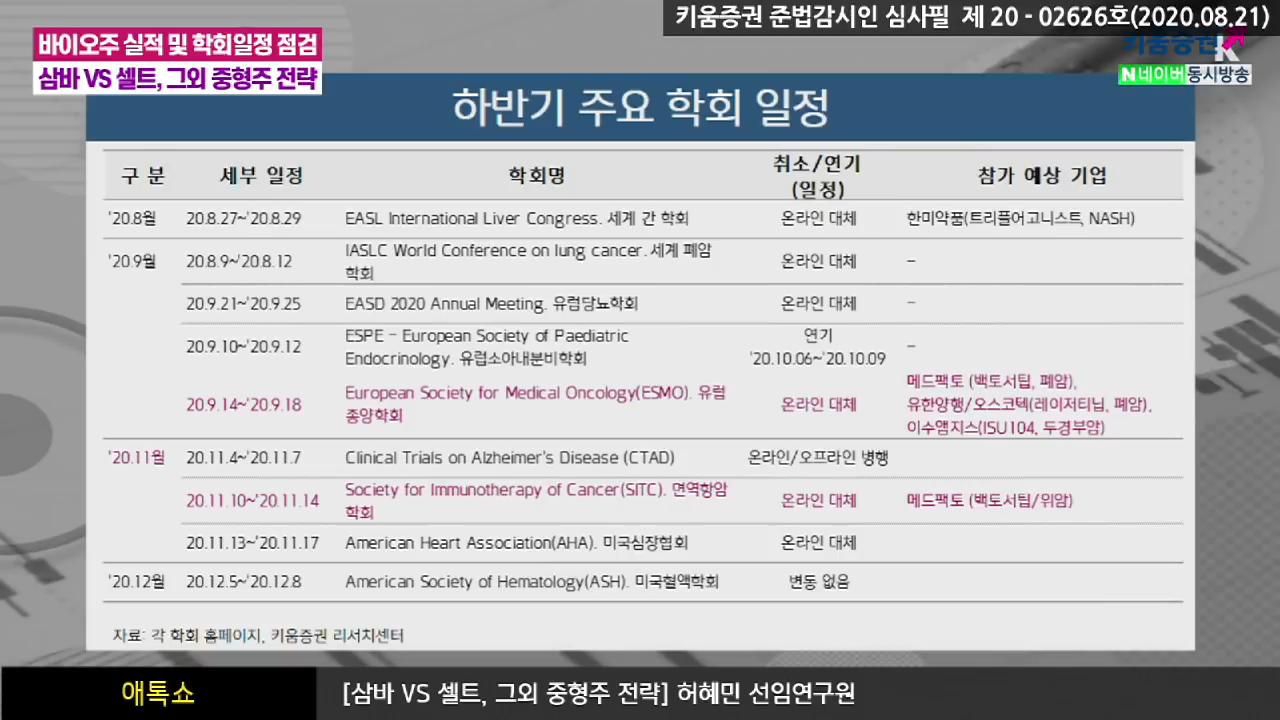 키움증권 준법감시인 심사필 제 20 - 02626호(2020.08.21)
바이오주 실적 및 학회일정 점검
삼바 VS 셀트, 그외 중형주 전략
키움증권
N네이버 동시방송
하반기 주요 학회 일정
구 분 세부 일정 학회명 취소/연기 (일정) 참가 예상 기업
'20.8월 20.8.27~'20.8.29 EASL International Liver Congress. 세계 간 학회 온라인 대체 한미약품(트리플어고니스트, NASH)
'20.9월 20.8.9~'20.8.12 IASLC World Conference on lung cancer. 세계 폐암 학회 온라인 대체 -
20.9.21~'20.9.25 EASD 2020 Annual Meeting. 유럽당뇨학회 온라인 대체 -
20.9.10~'20.9.12 ESPE - European Society of Paediatric Endocrinology. 유럽소아내분비학회 연기 '20.10.06~'20.10.09 -
20.9.14~'20.9.18 European Society for Medical Oncology(ESMO). 유럽 종양학회 온라인 대체 메드팩토 (백토서팁, 폐암), 유한양행/오스코텍(레이저티닙, 폐암), 이수앱지스(ISU104, 두경부암)
'20.11월 20.11.4~'20.11.7 Clinical Trials on Alzheimer's Disease (CTAD) 온라인/오프라인 병행
20.11.10~'20.11.14 Society for Immunotherapy of Cancer(SITC). 면역항암 학회 온라인 대체 메드팩토 (백토서팁/위암)
20.11.13~'20.11.17 American Heart Association(AHA). 미국심장협회 온라인 대체
'20.12월 20.12.5~'20.12.8 American Society of Hematology(ASH). 미국혈액학회 변동 없음
자료: 각 학회 홈페이지, 키움증권 리서치센터
애톡쇼
[삼바 VS 셀트, 그외 중형주 전략] 허혜민 선임연구원